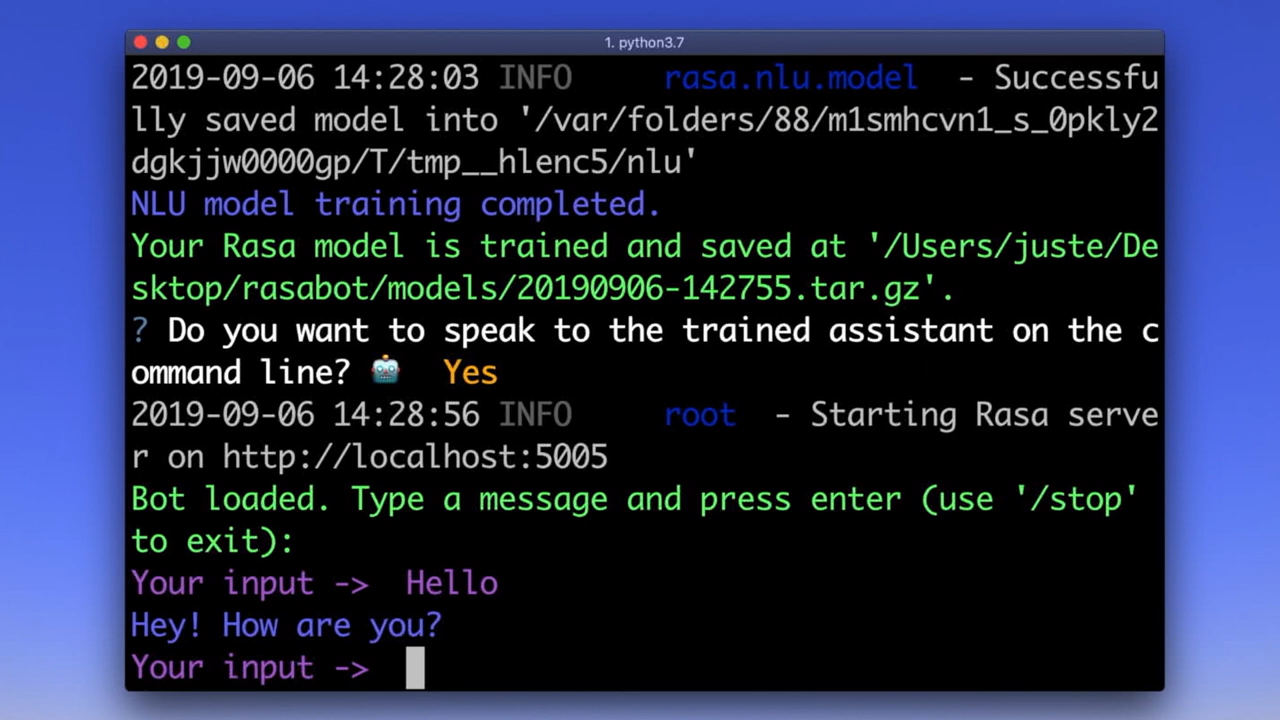 1. python3.7
2019-09-06 14:28:03 INFO rasa.nlu.model - Successfu
lly saved model into '/var/folders/88/m1smhcvn1_s_0pkly2
dgkjjw0000gp/T/tmp__hlenc5/nlu'
NLU model training completed.
Your Rasa model is trained and saved at '/Users/juste/De
sktop/rasabot/models/20190906-142755.tar.gz'.
? Do you want to speak to the trained assistant on the c
ommand line? 🤖 Yes
2019-09-06 14:28:56 INFO root - Starting Rasa serve
r on http://localhost:5005
Bot loaded. Type a message and press enter (use '/stop'
to exit):
Your input -> Hello
Hey! How are you?
Your input ->